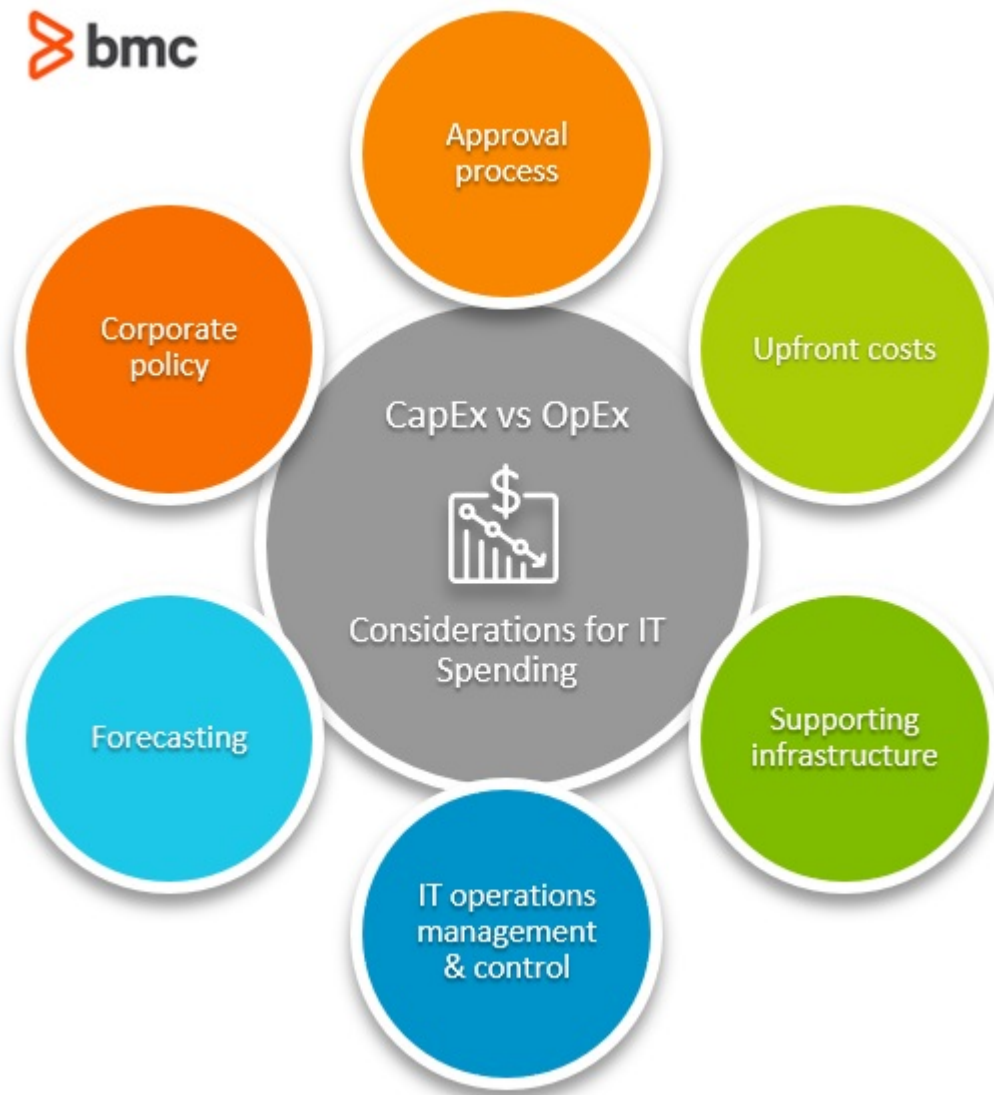 bmc
Approval
process
Upfront costs
Corporate
policy
CapEx vs OpEx
$
Considerations for IT
Spending
Supporting
infrastructure
Forecasting
IT operations
management
& control